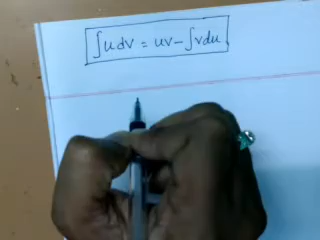 ∫udv = uv - ∫vdu